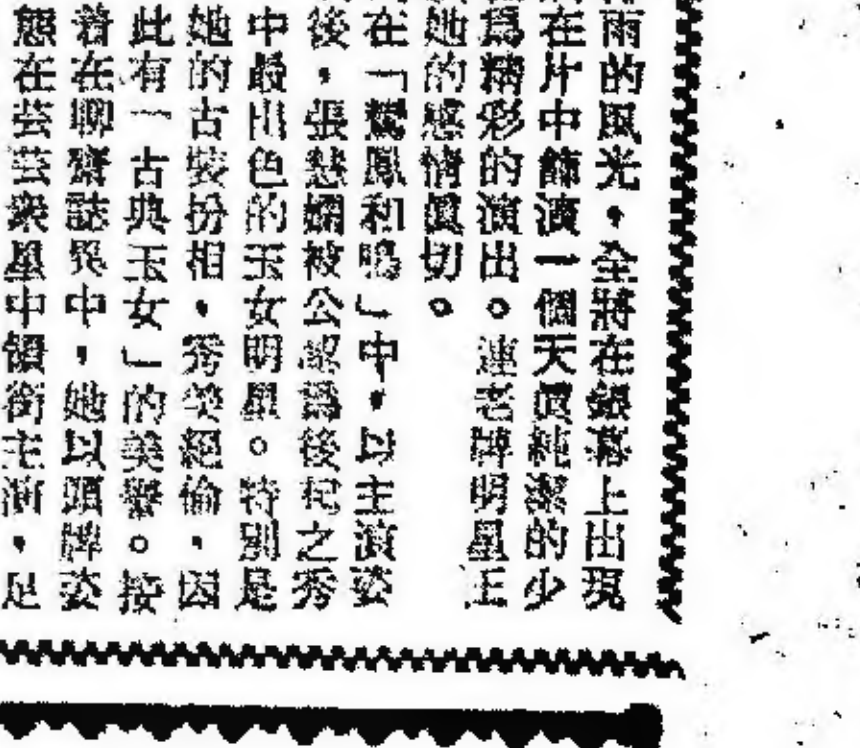 雨的風光，全將在銀幕上出現
在片中飾演一個天真純潔的少
爲精彩的演出。連老牌明星王
她的感情眞切。
在「鸞鳳和鳴」中，以主演姿
後，張慧嫻被公認爲後起之秀
中最出色的玉女明星。特別是
她的古裝扮相，秀美絕倫，因
此有一古典玉女」的美譽。接
着在聊齋誌異中，她以頭牌姿
態在芸芸衆星中領銜主演，足